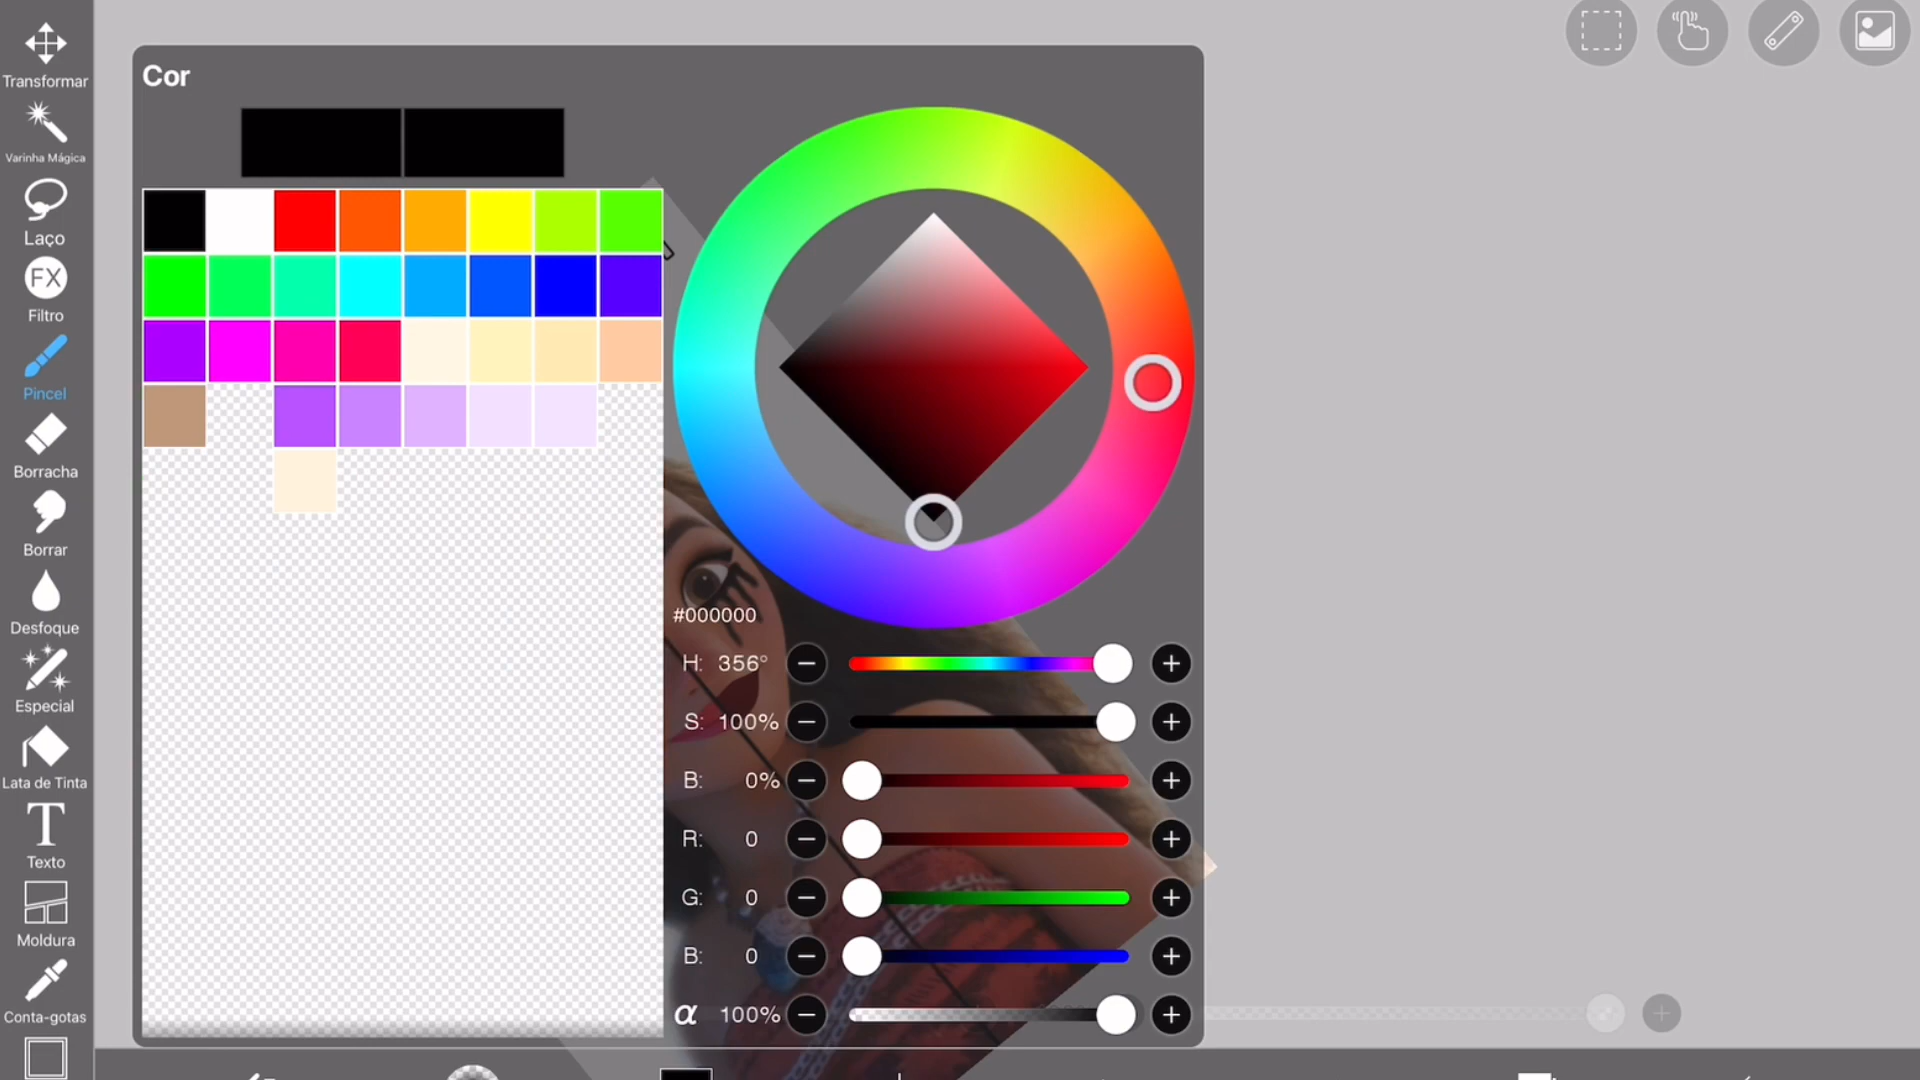 Transformar
Varinha Mágica
Laço
FX
Filtro
Pincel
Borracha
Borrar
Desfoque
Especial
Lata de Tinta
T
Texto
Moldura
Conta-gotas
Cor
#000000
H: 356°
S: 100%
B: 0%
R: 0
G: 0
B: 0
α 100%